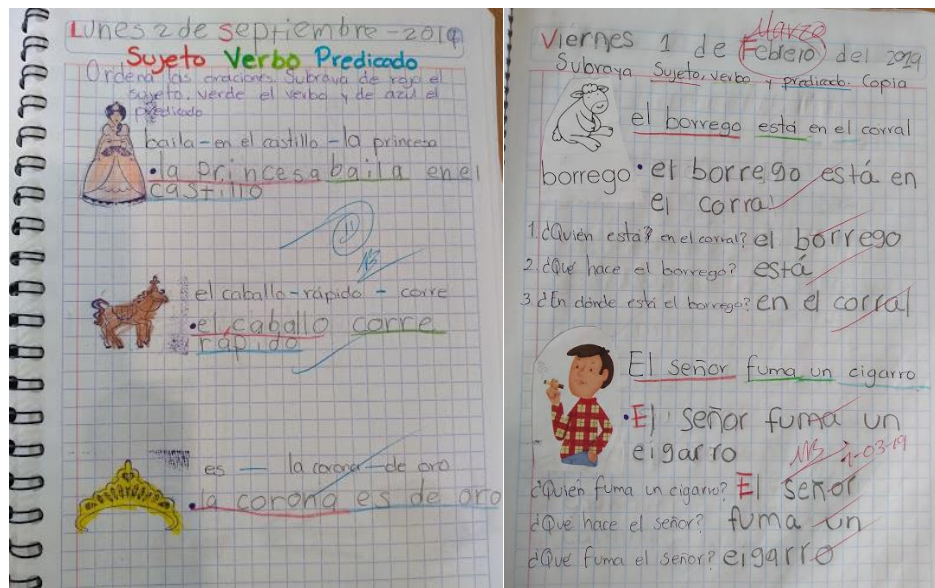 Lunes 2 de Septiembre - 2019
Sujeto Verbo Predicado
Ordena las oraciones. Subraya de rojo el
sujeto, verde el verbo y de azul el
predicado
baila - en el castillo - la princesa
• la princesa baila en el
castillo
el caballo - rápido - corre
• el caballo corre
rápido
es — la corona - de oro
• la corona es de oro
Marzo
Viernes 1 de Febrero del 2019
Subraya Sujeto, verbo y predicado. Copia
el borrego está en el corral
borrego
• el borrego está en
el corral
1. ¿Quién está? en el corral? el borrego
2. ¿Qué hace el borrego? está
3. ¿En dónde está el borrego? en el corral
El señor fuma un cigarro
• El señor fuma un
eigarro
1-03-19
¿Quién fuma un cigarro? El señor
¿Qué hace el señor? fuma un
¿Qué fuma el señor? eigarro